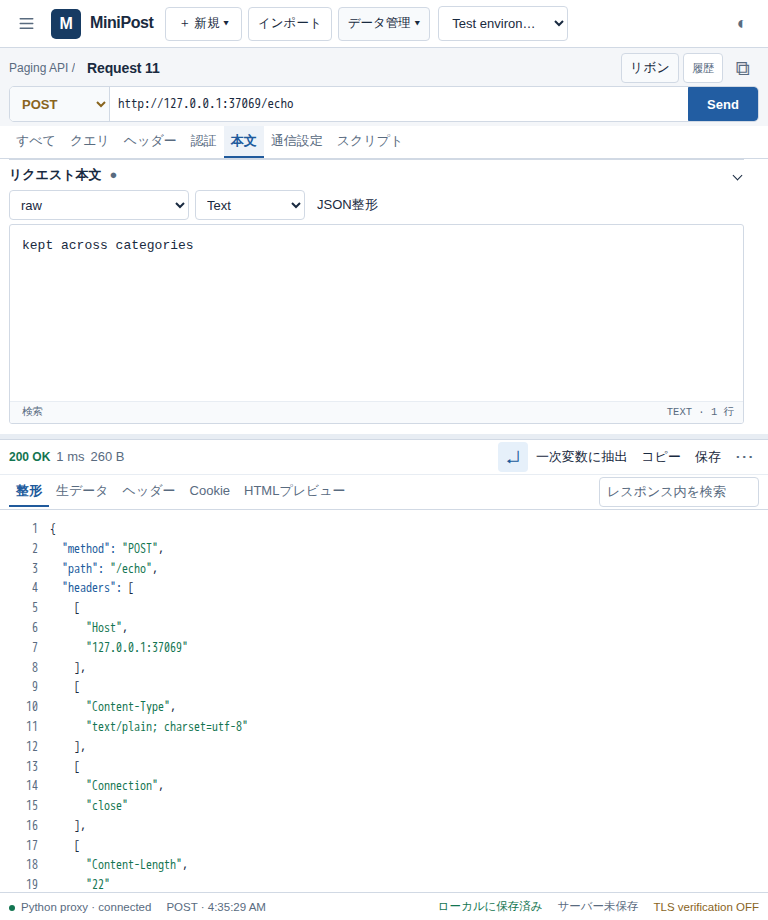 M MiniPost ＋ 新規 ▾ インポート データ管理 ▾ Test environ…
Paging API / Request 11 リボン 履歴
POST http://127.0.0.1:37069/echo Send
すべて クエリ ヘッダー 認証 本文 通信設定 スクリプト
リクエスト本文 ●
raw Text JSON整形
kept across categories
検索 TEXT · 1 行
200 OK 1 ms 260 B 一次変数に抽出 コピー 保存 ···
整形 生データ ヘッダー Cookie HTMLプレビュー レスポンス内を検索
1 {
2 "method": "POST",
3 "path": "/echo",
4 "headers": [
5 [
6 "Host",
7 "127.0.0.1:37069"
8 ],
9 [
10 "Content-Type",
11 "text/plain; charset=utf-8"
12 ],
13 [
14 "Connection",
15 "close"
16 ],
17 [
18 "Content-Length",
19 "22"
● Python proxy · connected POST · 4:35:29 AM ローカルに保存済み サーバー未保存 TLS verification OFF